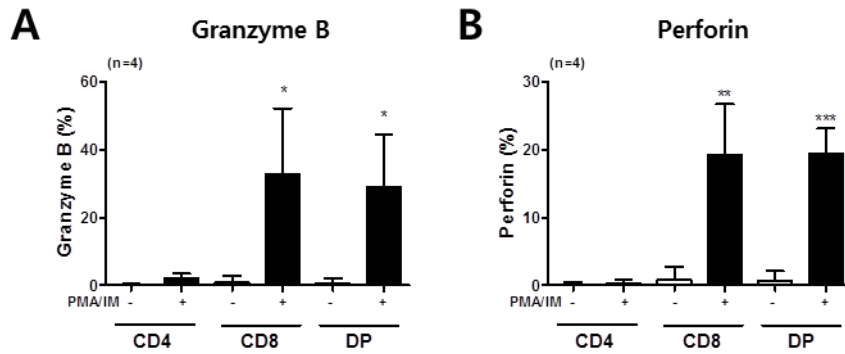 A
Granzyme B
(n=4)
Granzyme B (%)
60
40
20
0
*
*
PMA/IM - + - + - +
CD4 CD8 DP
B
Perforin
(n=4)
Perforin (%)
30
20
10
0
**
***
PMA/IM - + - + - +
CD4 CD8 DP